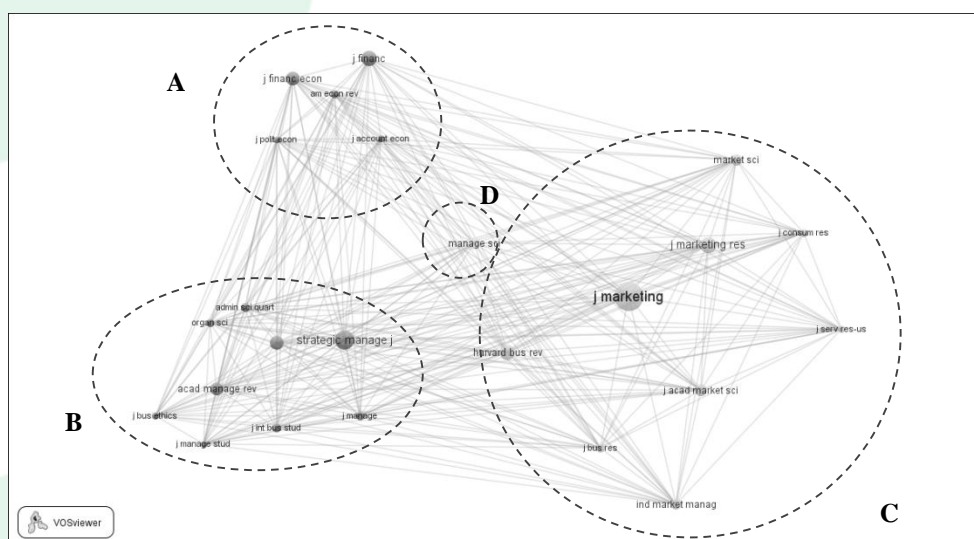 j financ
A
j financ econ
am econ rev
j polit econ
j account econ
market sci
D
j consum res
manage sci
j marketing res
j marketing
admin sci quart
organ sci
j serv res-us
strategic manage j
harvard bus rev
acad manage rev
j acad market sci
j bus ethics
j manage
B
j int bus stud
j manage stud
j bus res
ind market manag
C
VOSviewer